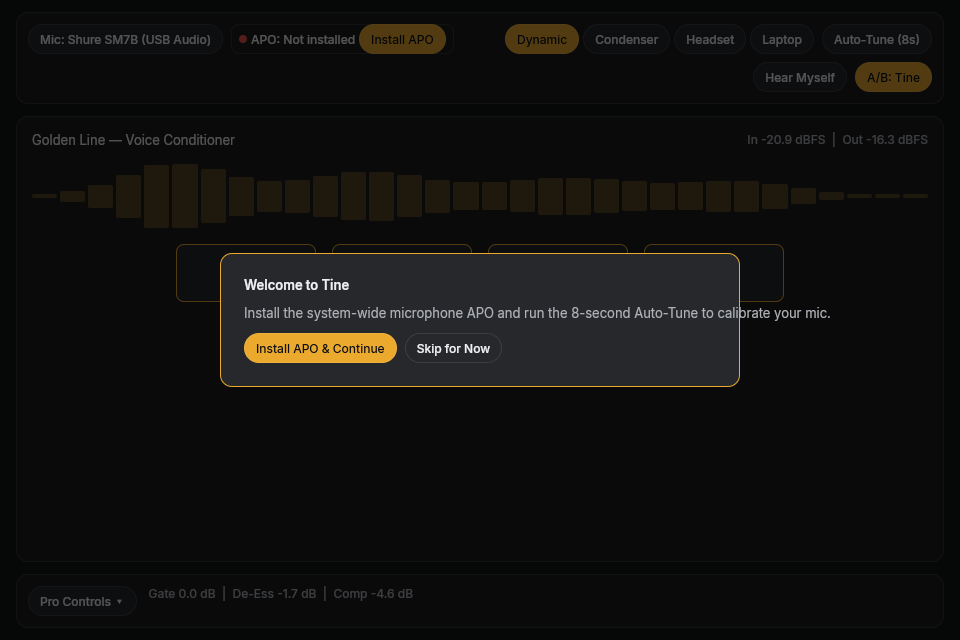 Mic: Shure SM7B (USB Audio)
APO: Not installed
Install APO
Dynamic
Condenser
Headset
Laptop
Auto-Tune (8s)
Hear Myself
A/B: Tine
Golden Line — Voice Conditioner
In -20.9 dBFS | Out -16.3 dBFS
Welcome to Tine
Install the system-wide microphone APO and run the 8-second Auto-Tune to calibrate your mic.
Install APO & Continue
Skip for Now
Pro Controls ▾
Gate 0.0 dB | De-Ess -1.7 dB | Comp -4.6 dB